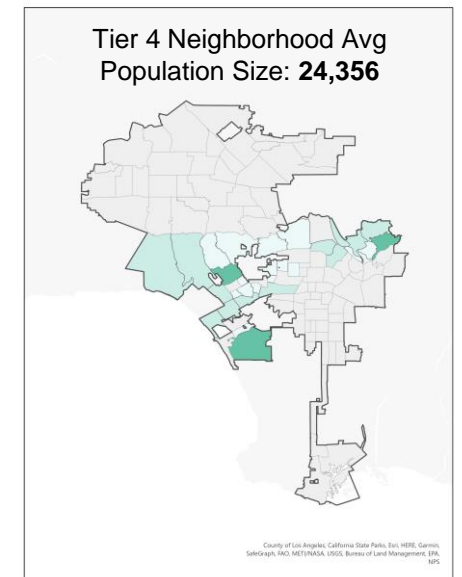 Tier 4 Neighborhood Avg
Population Size: 24,356
County of Los Angeles, California State Parks, Esri, HERE, Garmin,
SafeGraph, FAO, METI/NASA, USGS, Bureau of Land Management, EPA,
NPS